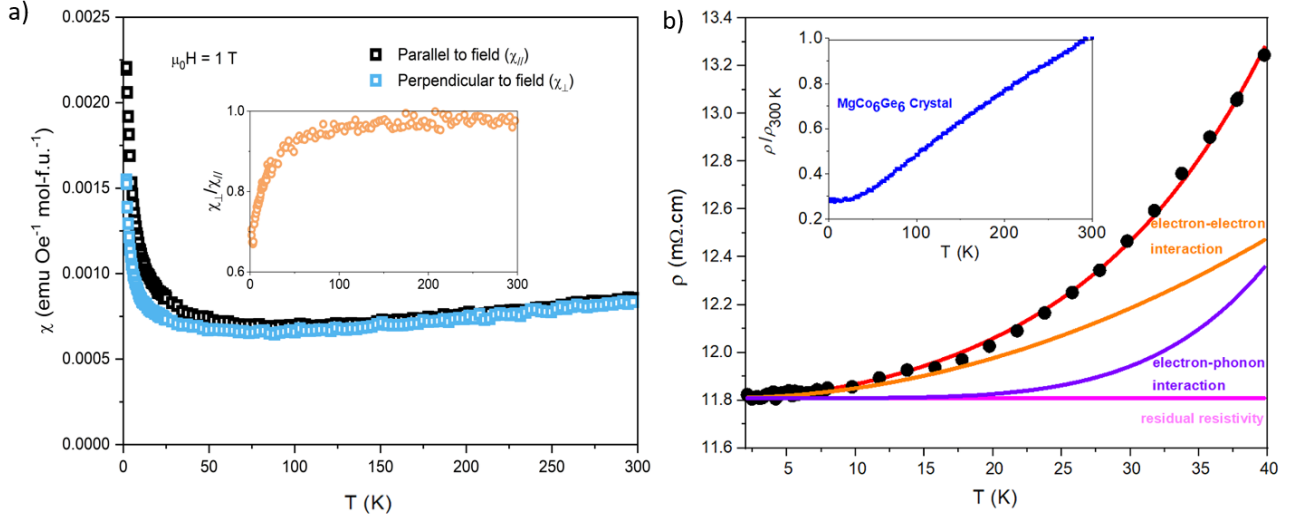 a)
χ (emu Oe⁻¹ mol-f.u.⁻¹)
0.0025
0.0020
0.0015
0.0010
0.0005
0.0000
μ₀H = 1 T
Parallel to field (χ//)
Perpendicular to field (χ⊥)
χ⊥/χ//
1.0
0.8
0.6
0 100 200 300
T (K)
0 50 100 150 200 250 300
T (K)
b)
ρ (mΩ.cm)
13.4
13.2
13.0
12.8
12.6
12.4
12.2
12.0
11.8
11.6
ρ/ρ300 K
1.0
0.8
0.6
0.4
0.2
MgCo₆Ge₆ Crystal
100 200 300
T (K)
electron-electron
interaction
electron-phonon
interaction
residual resistivity
5 10 15 20 25 30 35 40
T (K)